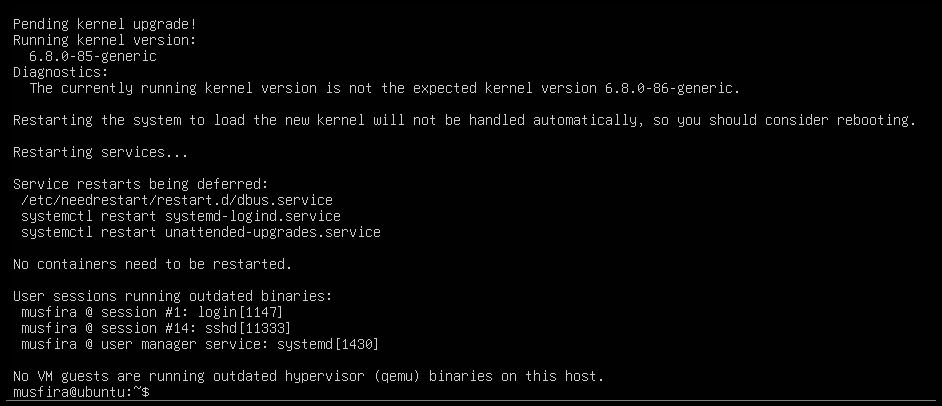 Pending kernel upgrade!
Running kernel version:
  6.8.0-85-generic
Diagnostics:
  The currently running kernel version is not the expected kernel version 6.8.0-86-generic.

Restarting the system to load the new kernel will not be handled automatically, so you should consider rebooting.

Restarting services...

Service restarts being deferred:
 /etc/needrestart/restart.d/dbus.service
 systemctl restart systemd-logind.service
 systemctl restart unattended-upgrades.service

No containers need to be restarted.

User sessions running outdated binaries:
 musfira @ session #1: login[1147]
 musfira @ session #14: sshd[11333]
 musfira @ user manager service: systemd[1430]

No VM guests are running outdated hypervisor (qemu) binaries on this host.
musfira@ubuntu:~$